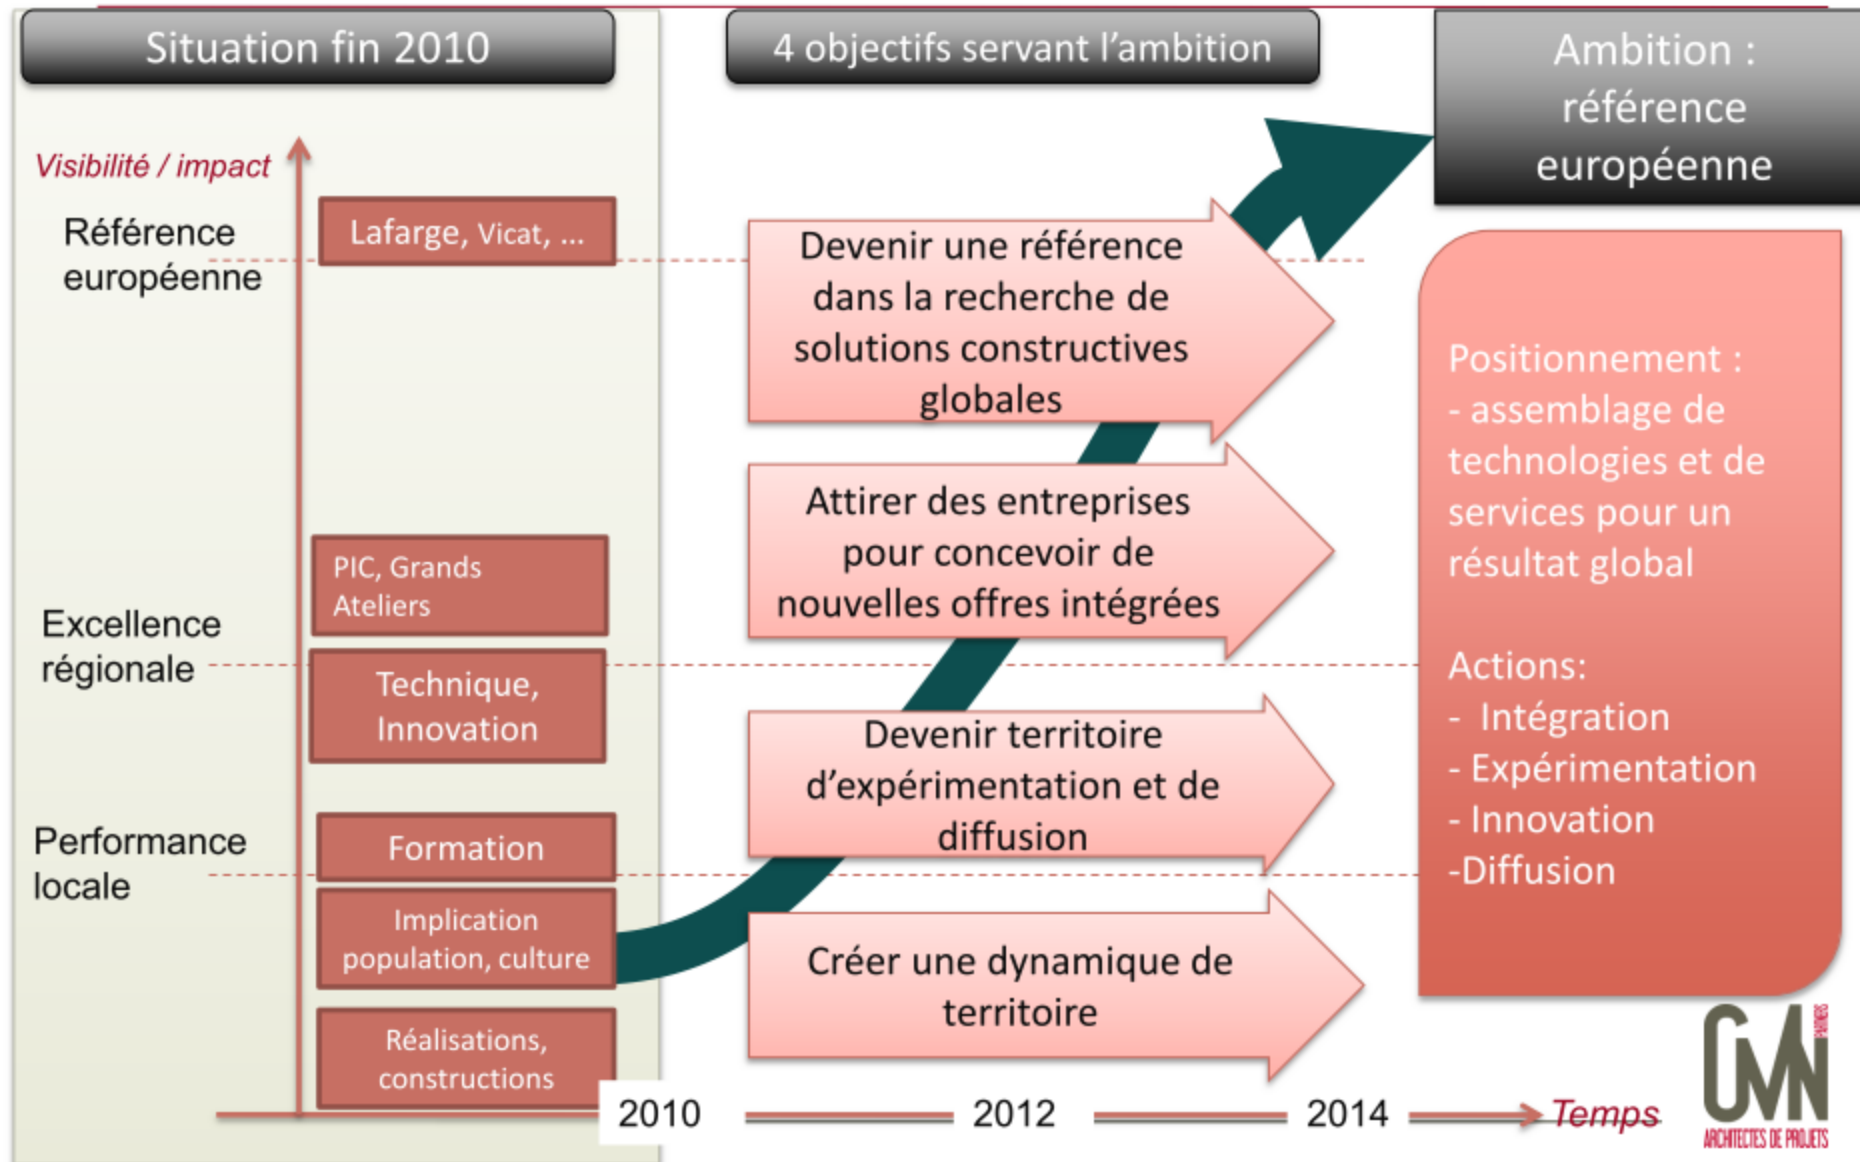 Situation fin 2010
4 objectifs servant l’ambition
Ambition :
référence
européenne
Visibilité / impact
Référence
européenne
Lafarge, Vicat, ...
PIC, Grands
Ateliers
Excellence
régionale
Technique,
Innovation
Performance
locale
Formation
Implication
population, culture
Réalisations,
constructions
Devenir une référence
dans la recherche de
solutions constructives
globales
Attirer des entreprises
pour concevoir de
nouvelles offres intégrées
Devenir territoire
d’expérimentation et de
diffusion
Créer une dynamique de
territoire
Positionnement :
- assemblage de
technologies et de
services pour un
résultat global
Actions:
- Intégration
- Expérimentation
- Innovation
-Diffusion
2010
2012
2014
Temps
CMN
PARTNERS
ARCHITECTES DE PROJETS